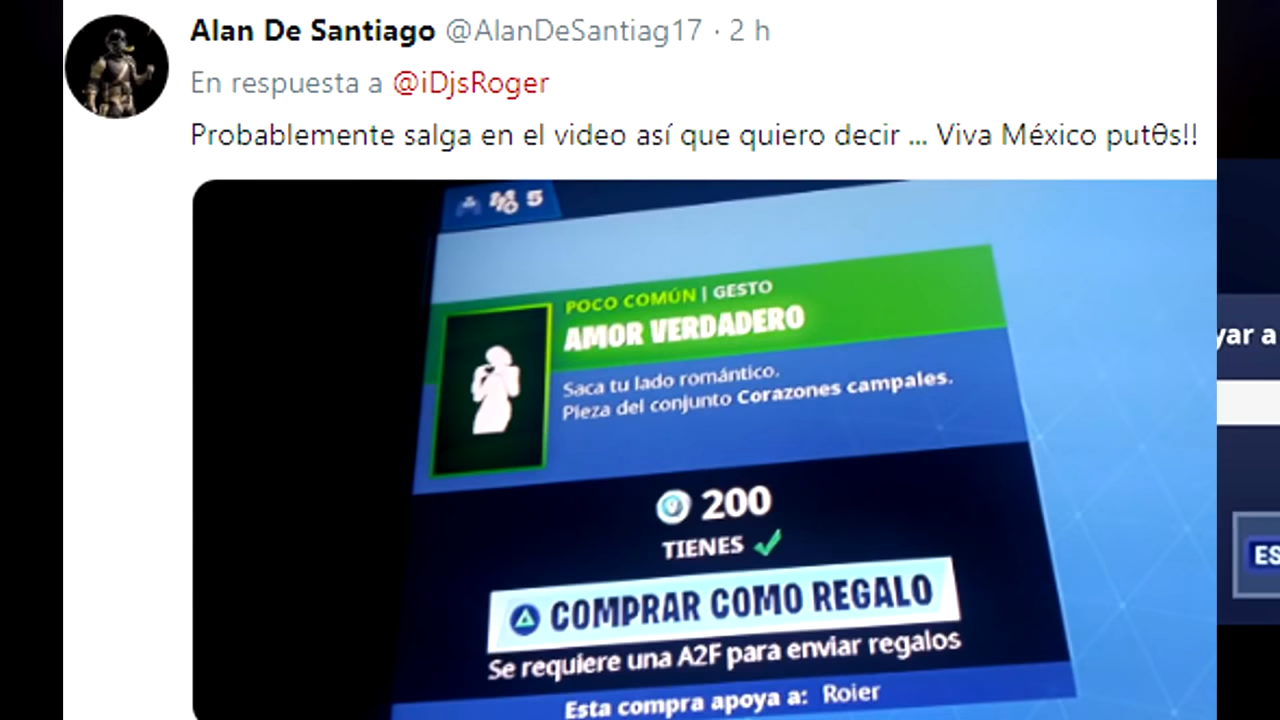 Alan De Santiago @AlanDeSantiag17 · 2 h
En respuesta a @iDjsRoger
Probablemente salga en el video así que quiero decir ... Viva México putθs!!
5
POCO COMÚN | GESTO
AMOR VERDADERO
Saca tu lado romántico.
Pieza del conjunto Corazones campales.
200
TIENES
COMPRAR COMO REGALO
Se requiere una A2F para enviar regalos
Esta compra apoya a: Roier
yar a
ES